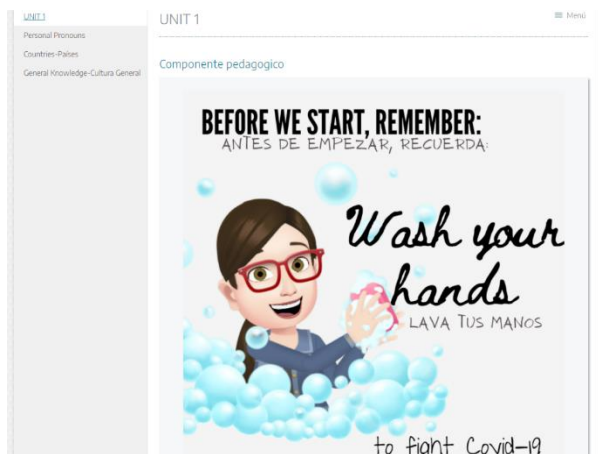 UNIT 1
Personal Pronouns
Countries-Países
General Knowledge-Cultura General
UNIT 1
Menú
Componente pedagogico
BEFORE WE START, REMEMBER:
ANTES DE EMPEZAR, RECUERDA:
Wash your
hands
LAVA TUS MANOS
to fight Covid-19